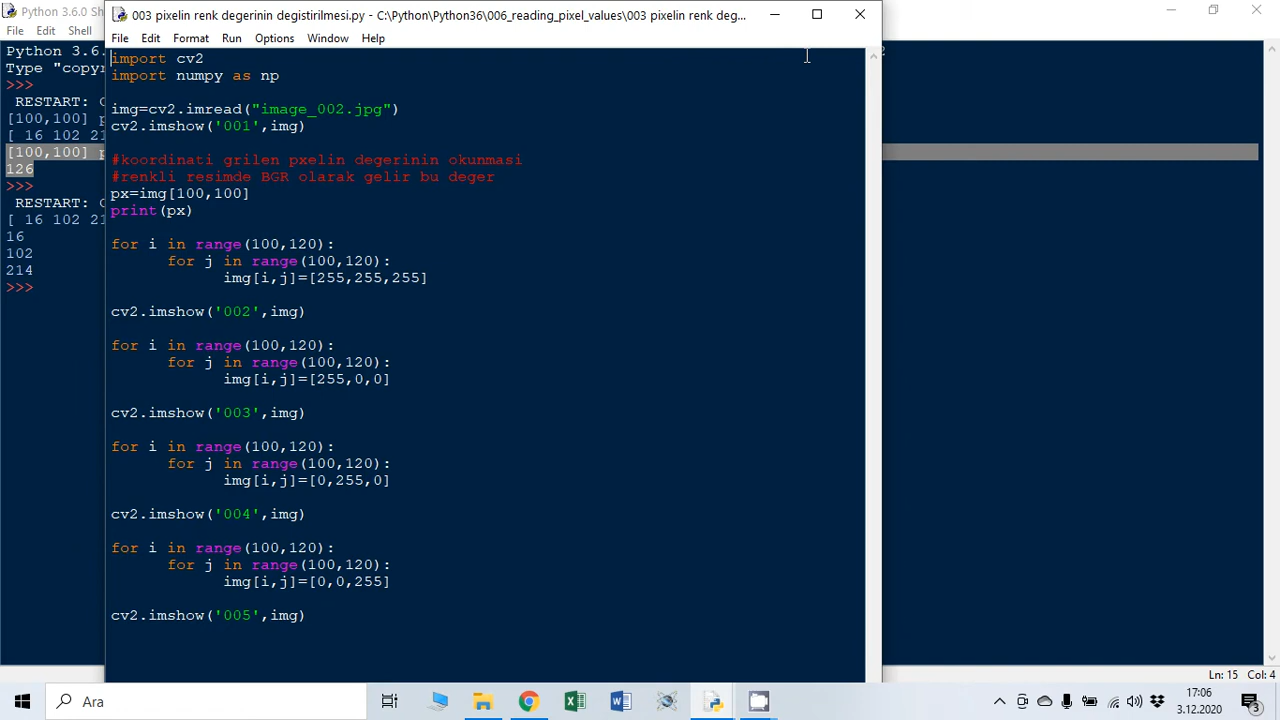 003 pixelin renk degerinin degistirilmesi.py - C:\Python\Python36\006_reading_pixel_values\003 pixelin renk deg...
File Edit Format Run Options Window Help
import cv2
import numpy as np
img=cv2.imread("image_002.jpg")
cv2.imshow('001',img)
#koordinati grilen pxelin degerinin okunmasi
#renkli resimde BGR olarak gelir bu deger
px=img[100,100]
print(px)
for i in range(100,120):
for j in range(100,120):
img[i,j]=[255,255,255]
cv2.imshow('002',img)
for i in range(100,120):
for j in range(100,120):
img[i,j]=[255,0,0]
cv2.imshow('003',img)
for i in range(100,120):
for j in range(100,120):
img[i,j]=[0,255,0]
cv2.imshow('004',img)
for i in range(100,120):
for j in range(100,120):
img[i,j]=[0,0,255]
cv2.imshow('005',img)
Python 3.6.0 Sh
File Edit Shell
Python 3.6.
Type "copyr
>>>
RESTART: C
[100,100] p
[ 16 102 21
[100,100] p
126
>>>
RESTART: C
[ 16 102 21
16
102
214
>>>
Ln: 15 Col: 4
Ara
17:06
3.12.2020
3